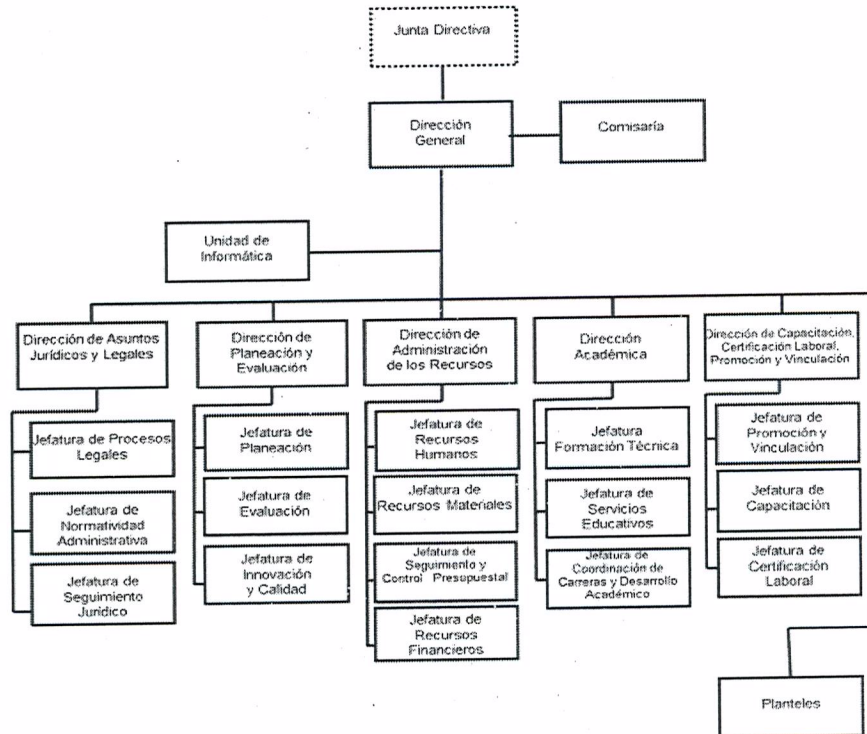 Junta Directiva
Dirección
General
Comisaría
Unidad de
Informática
Dirección de Asuntos
Jurídicos y Legales
Dirección de
Planeación y
Evaluación
Dirección de
Administración
de los Recursos
Dirección
Académica
Dirección de Capacitación,
Certificación Laboral,
Promoción y Vinculación
Jefatura de Procesos
Legales
Jefatura de
Normatividad
Administrativa
Jefatura de
Seguimiento
Jurídico
Jefatura de
Planeación
Jefatura de
Evaluación
Jefatura de
Innovación
y Calidad
Jefatura de
Recursos
Humanos
Jefatura de
Recursos Materiales
Jefatura de
Seguimiento y
Control Presupuestal
Jefatura de
Recursos
Financieros
Jefatura
Formación Técnica
Jefatura de
Servicios
Educativos
Jefatura de
Coordinación de
Carreras y Desarrollo
Académico
Jefatura de
Promoción y
Vinculación
Jefatura de
Capacitación
Jefatura de
Certificación
Laboral
Planteles